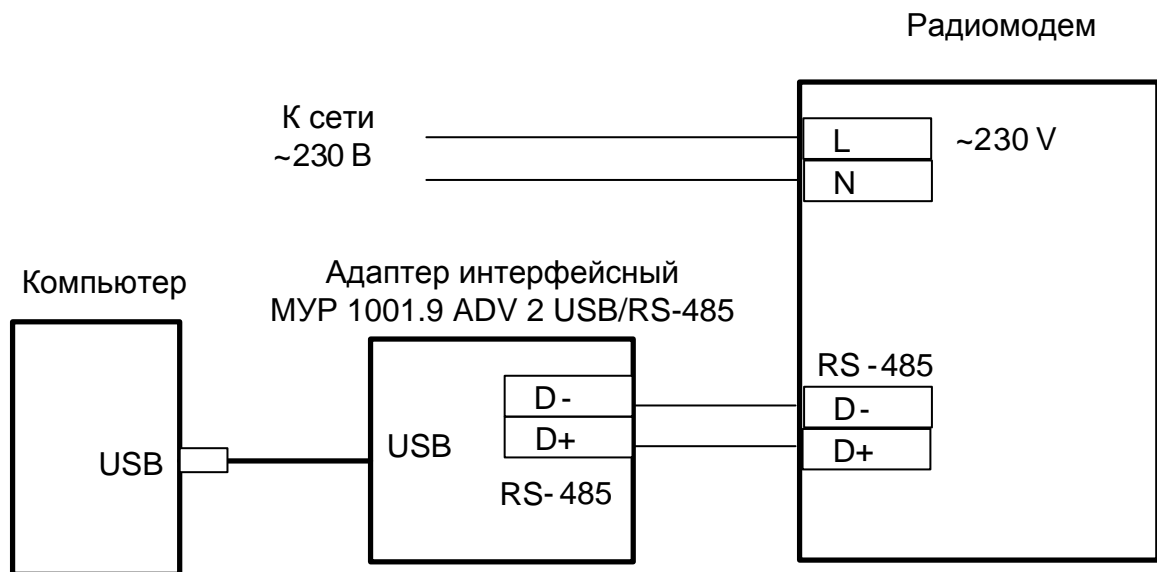 Радиомодем
К сети
~230 В
L
~230 V
N
Компьютер
Адаптер интерфейсный
МУР 1001.9 ADV 2 USB/RS-485
USB
USB
D -
D+
RS- 485
RS - 485
D -
D+